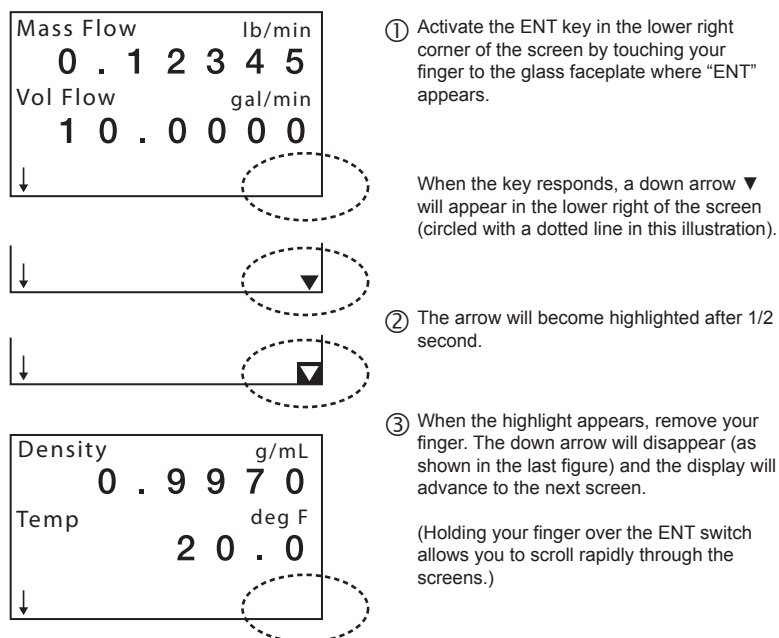 Mass Flow lb/min
0.12345
Vol Flow gal/min
10.0000
↓
① Activate the ENT key in the lower right
corner of the screen by touching your
finger to the glass faceplate where “ENT”
appears.
When the key responds, a down arrow ▼
will appear in the lower right of the screen
(circled with a dotted line in this illustration).
↓ ▼
② The arrow will become highlighted after 1/2
second.
↓ ▼
③ When the highlight appears, remove your
finger. The down arrow will disappear (as
shown in the last figure) and the display will
advance to the next screen.
(Holding your finger over the ENT switch
allows you to scroll rapidly through the
screens.)
Density g/mL
0.9970
Temp deg F
20.0
↓